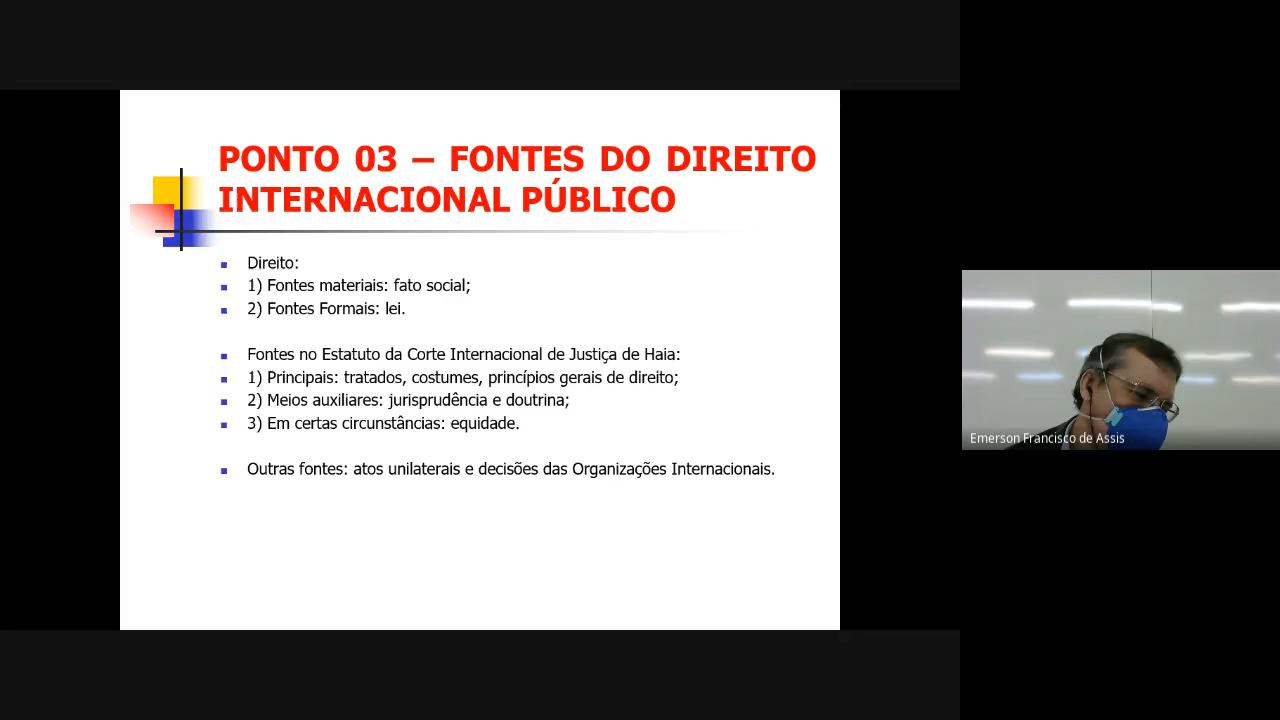 PONTO 03 – FONTES DO DIREITO
INTERNACIONAL PÚBLICO
Direito:
1) Fontes materiais: fato social;
2) Fontes Formais: lei.
Fontes no Estatuto da Corte Internacional de Justiça de Haia:
1) Principais: tratados, costumes, princípios gerais de direito;
2) Meios auxiliares: jurisprudência e doutrina;
3) Em certas circunstâncias: equidade.
Outras fontes: atos unilaterais e decisões das Organizações Internacionais.
Emerson Francisco de Assis